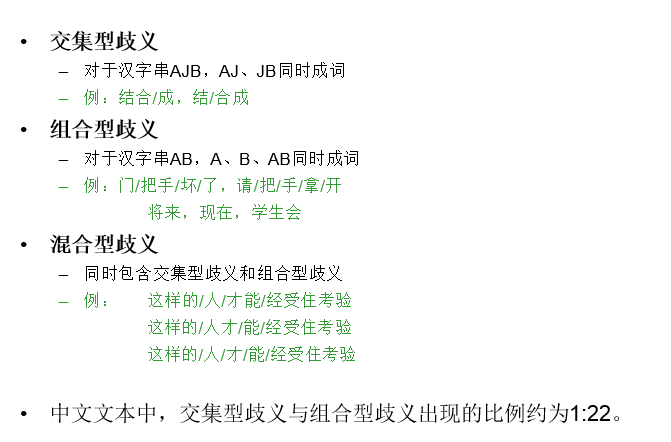 • 交集型歧义
– 对于汉字串AJB，AJ、JB同时成词
– 例：结合/成，结/合成
• 组合型歧义
– 对于汉字串AB，A、B、AB同时成词
– 例：门/把手/坏/了，请/把/手/拿/开
将来，现在，学生会
• 混合型歧义
– 同时包含交集型歧义和组合型歧义
– 例： 这样的/人/才能/经受住考验
这样的/人才/能/经受住考验
这样的/人/才/能/经受住考验
• 中文文本中，交集型歧义与组合型歧义出现的比例约为1:22。